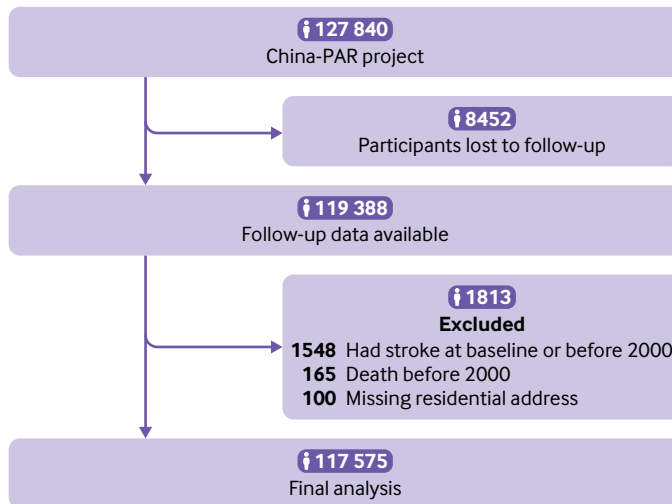 127 840
China-PAR project
8452
Participants lost to follow-up
119 388
Follow-up data available
1813
Excluded
1548 Had stroke at baseline or before 2000
165 Death before 2000
100 Missing residential address
117 575
Final analysis